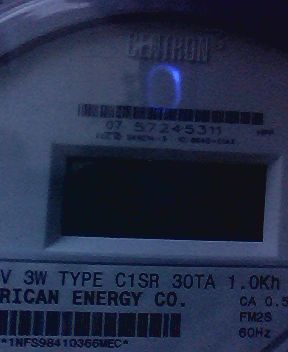 CENTRON
07 57245311
V 3W TYPE C1SR 30TA 1.0Kh
RICAN ENERGY CO.
CA 0.5
FM2S
60Hz
*1NFS98410366MEC*